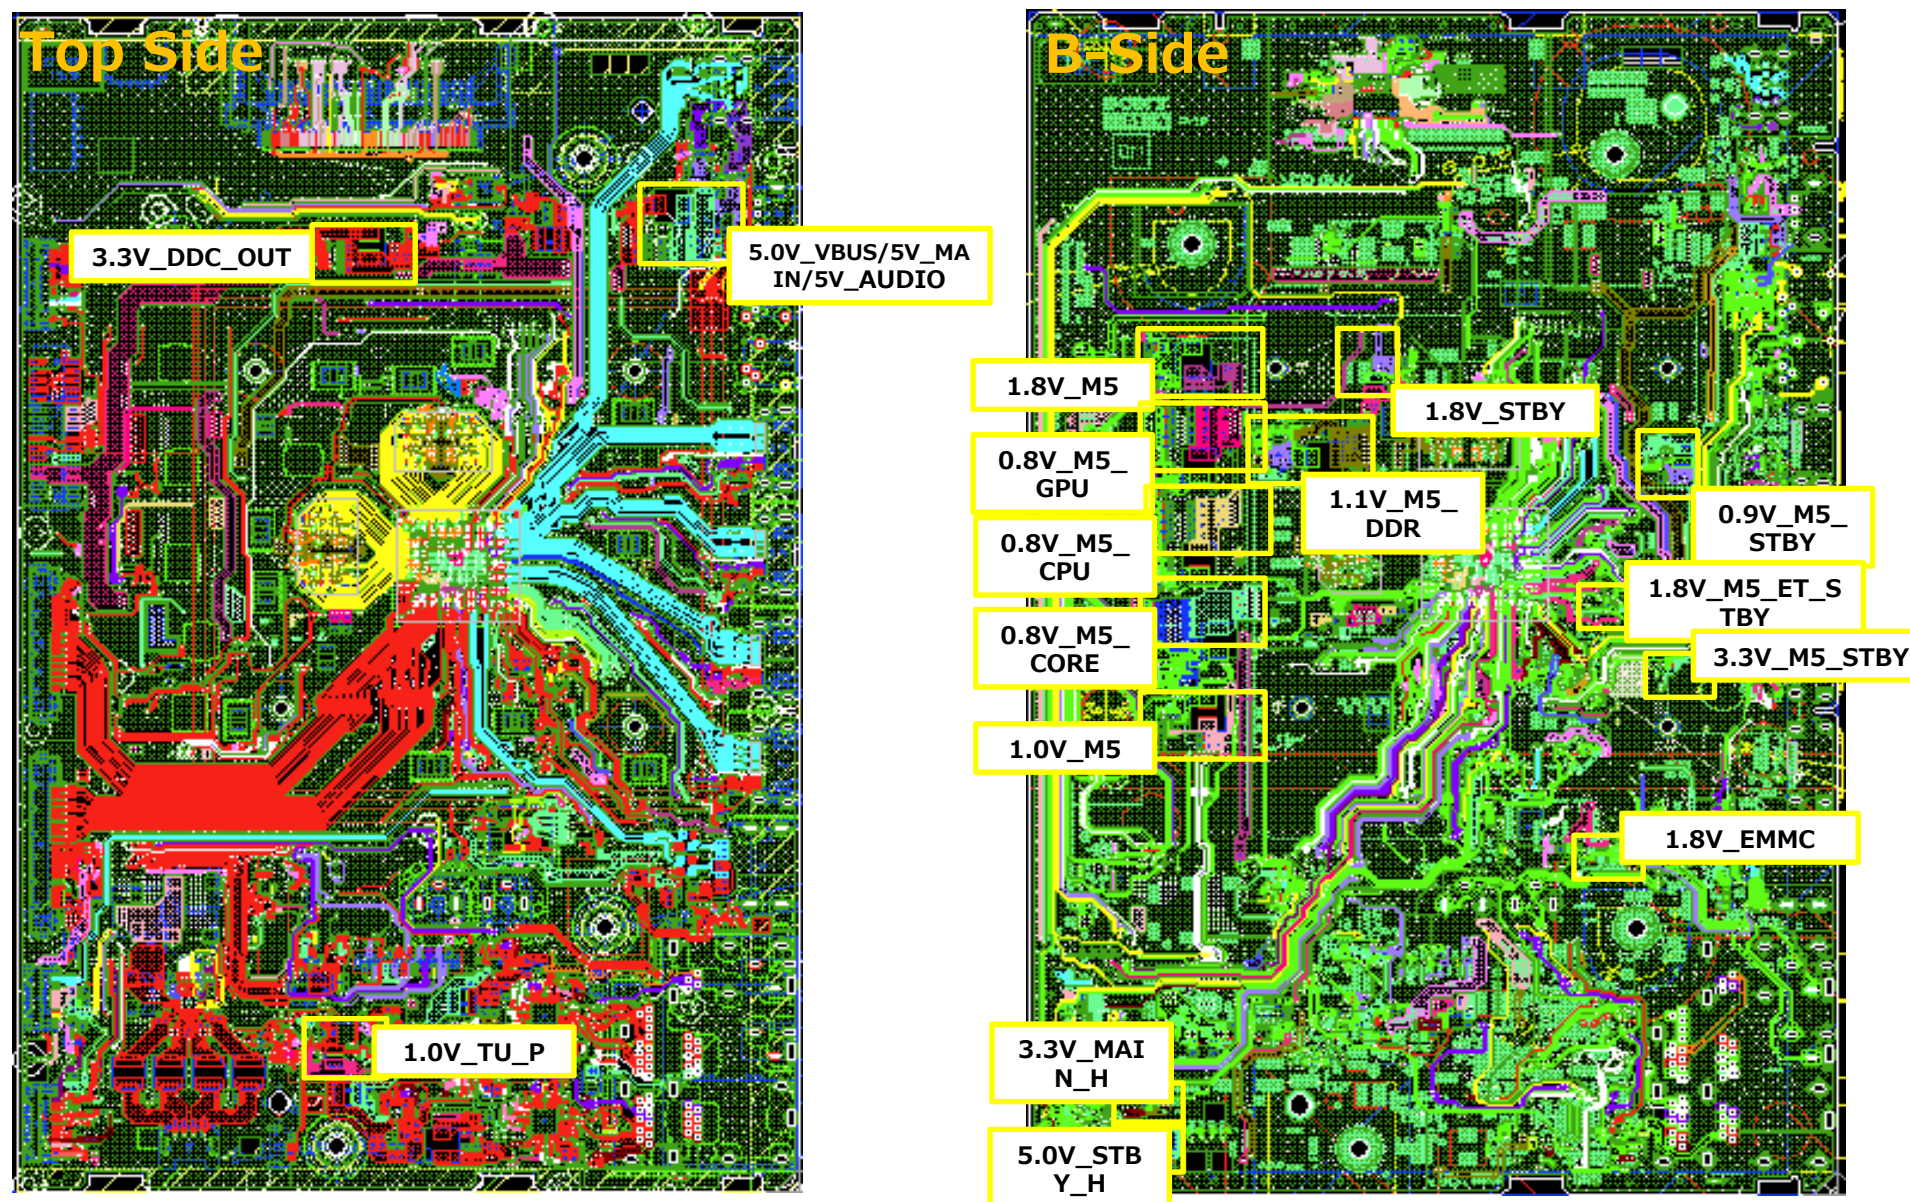 Top Side
B-Side
3.3V_DDC_OUT
5.0V_VBUS/5V_MA
IN/5V_AUDIO
1.0V_TU_P
1.8V_M5
1.8V_STBY
0.8V_M5_
GPU
1.1V_M5_
DDR
0.9V_M5_
STBY
0.8V_M5_
CPU
1.8V_M5_ET_S
TBY
0.8V_M5_
CORE
3.3V_M5_STBY
1.0V_M5
1.8V_EMMC
3.3V_MAI
N_H
5.0V_STB
Y_H